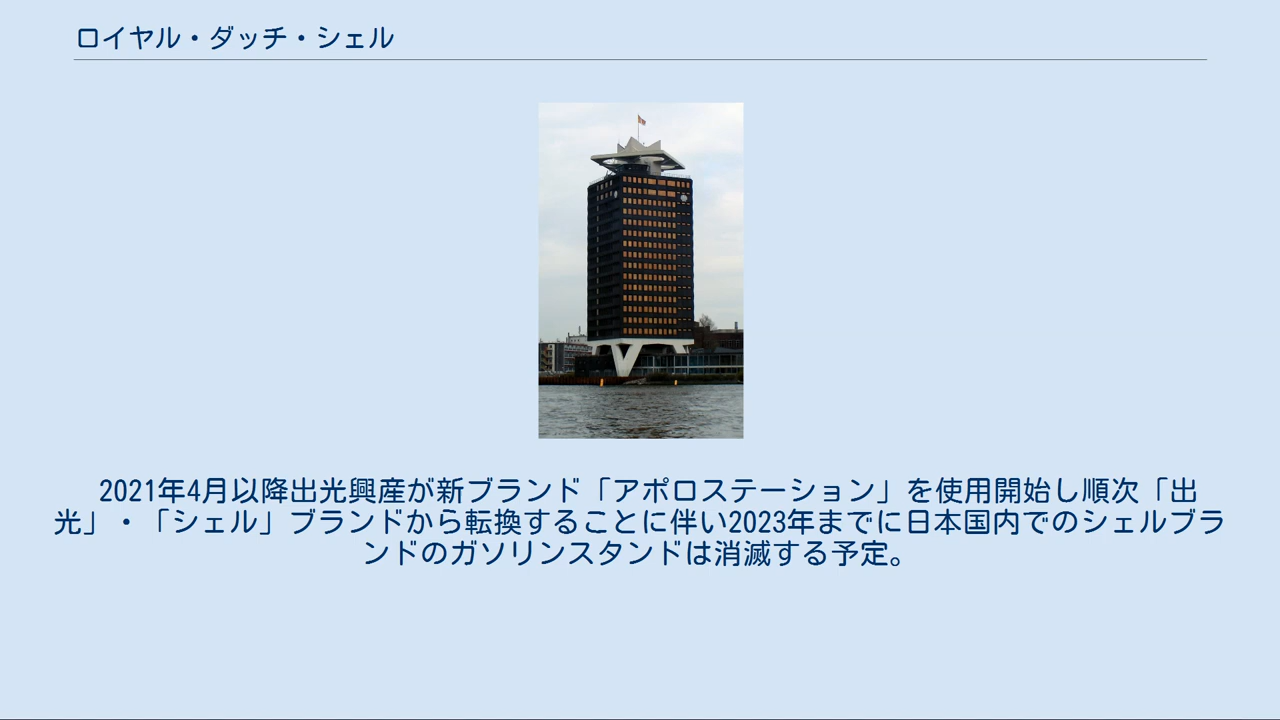 ロイヤル・ダッチ・シェル
2021年4月以降出光興産が新ブランド「アポロステーション」を使用開始し順次「出
光」・「シェル」ブランドから転換することに伴い2023年までに日本国内でのシェルブラ
ンドのガソリンスタンドは消滅する予定。